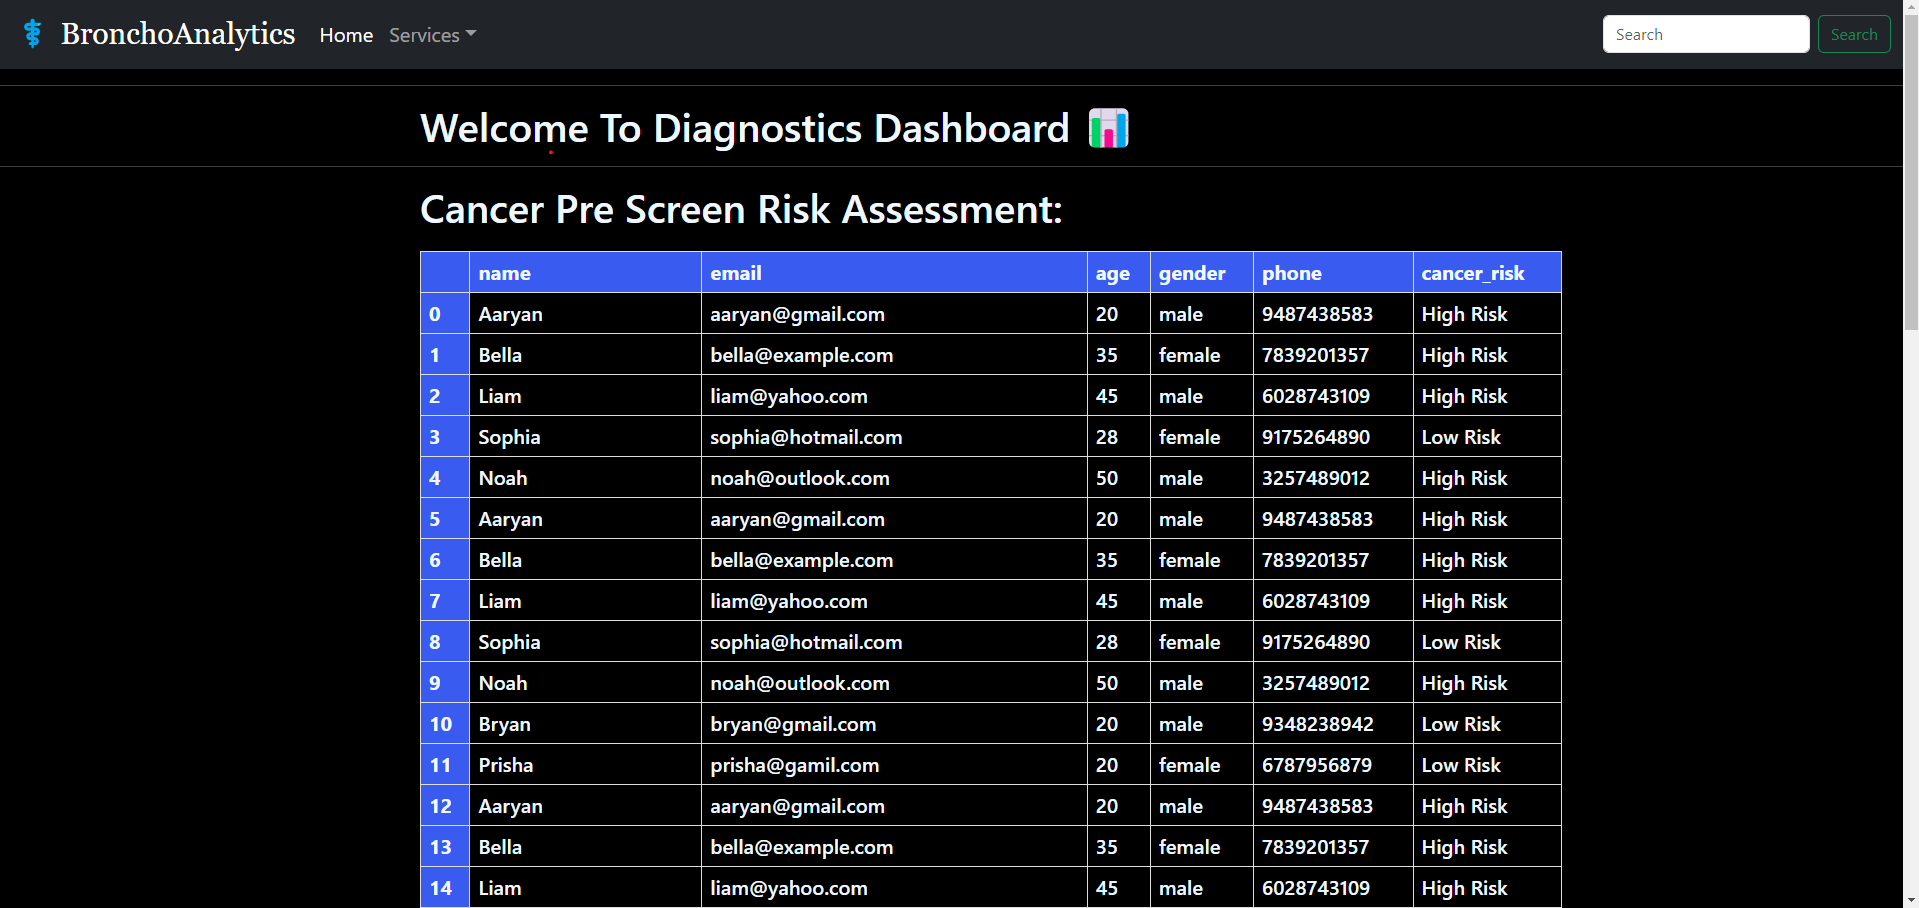 BronchoAnalytics Home Services Search Search
Welcome To Diagnostics Dashboard
Cancer Pre Screen Risk Assessment:
name email age gender phone cancer_risk
0 Aaryan aaryan@gmail.com 20 male 9487438583 High Risk
1 Bella bella@example.com 35 female 7839201357 High Risk
2 Liam liam@yahoo.com 45 male 6028743109 High Risk
3 Sophia sophia@hotmail.com 28 female 9175264890 Low Risk
4 Noah noah@outlook.com 50 male 3257489012 High Risk
5 Aaryan aaryan@gmail.com 20 male 9487438583 High Risk
6 Bella bella@example.com 35 female 7839201357 High Risk
7 Liam liam@yahoo.com 45 male 6028743109 High Risk
8 Sophia sophia@hotmail.com 28 female 9175264890 Low Risk
9 Noah noah@outlook.com 50 male 3257489012 High Risk
10 Bryan bryan@gmail.com 20 male 9348238942 Low Risk
11 Prisha prisha@gamil.com 20 female 6787956879 Low Risk
12 Aaryan aaryan@gmail.com 20 male 9487438583 High Risk
13 Bella bella@example.com 35 female 7839201357 High Risk
14 Liam liam@yahoo.com 45 male 6028743109 High Risk